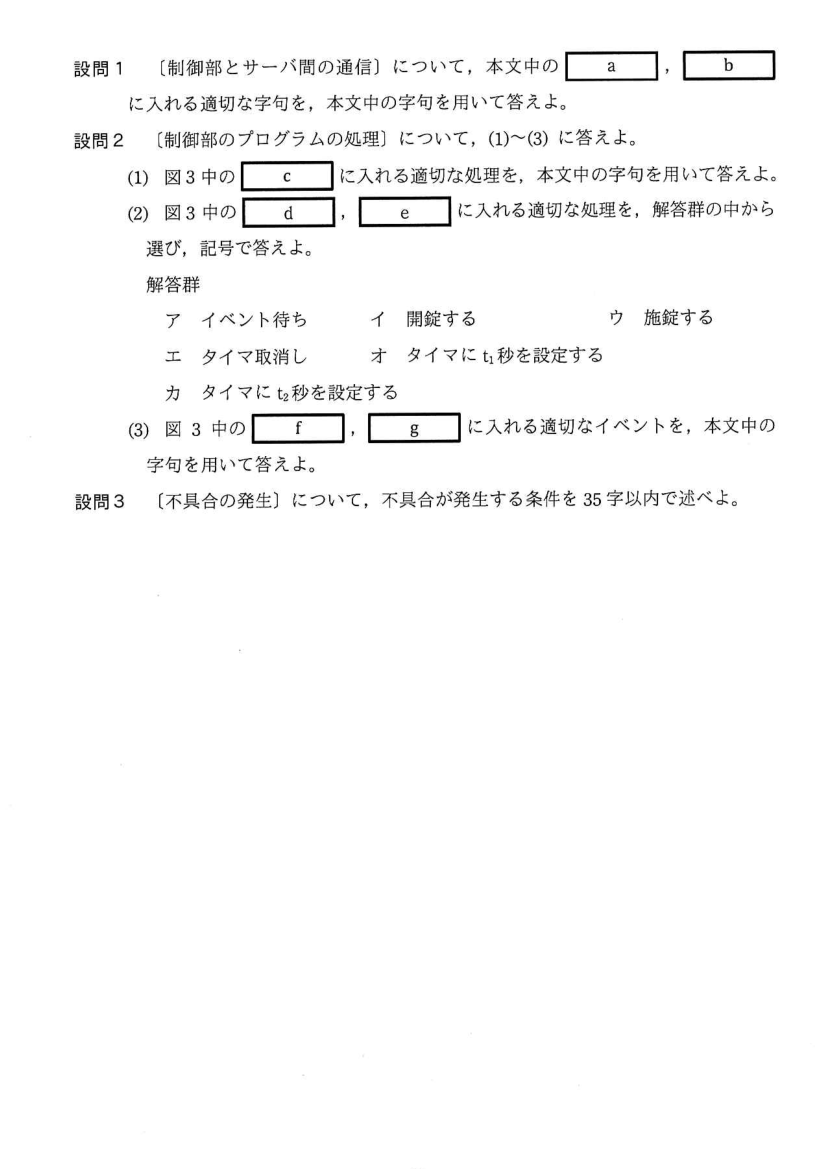 設問1 〔制御部とサーバ間の通信〕について，本文中の a ， b
に入れる適切な字句を，本文中の字句を用いて答えよ。
設問2 〔制御部のプログラムの処理〕について，(1)～(3) に答えよ。
(1) 図3中の c に入れる適切な処理を，本文中の字句を用いて答えよ。
(2) 図3中の d ， e に入れる適切な処理を，解答群の中から
選び，記号で答えよ。
解答群
ア イベント待ち イ 開錠する ウ 施錠する
エ タイマ取消し オ タイマに t₁秒を設定する
カ タイマに t₂秒を設定する
(3) 図 3 中の f ， g に入れる適切なイベントを，本文中の
字句を用いて答えよ。
設問3 〔不具合の発生〕について，不具合が発生する条件を 35 字以内で述べよ。